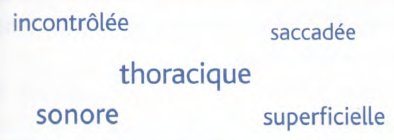 incontrôlée
saccadée
thoracique
sonore
superficielle